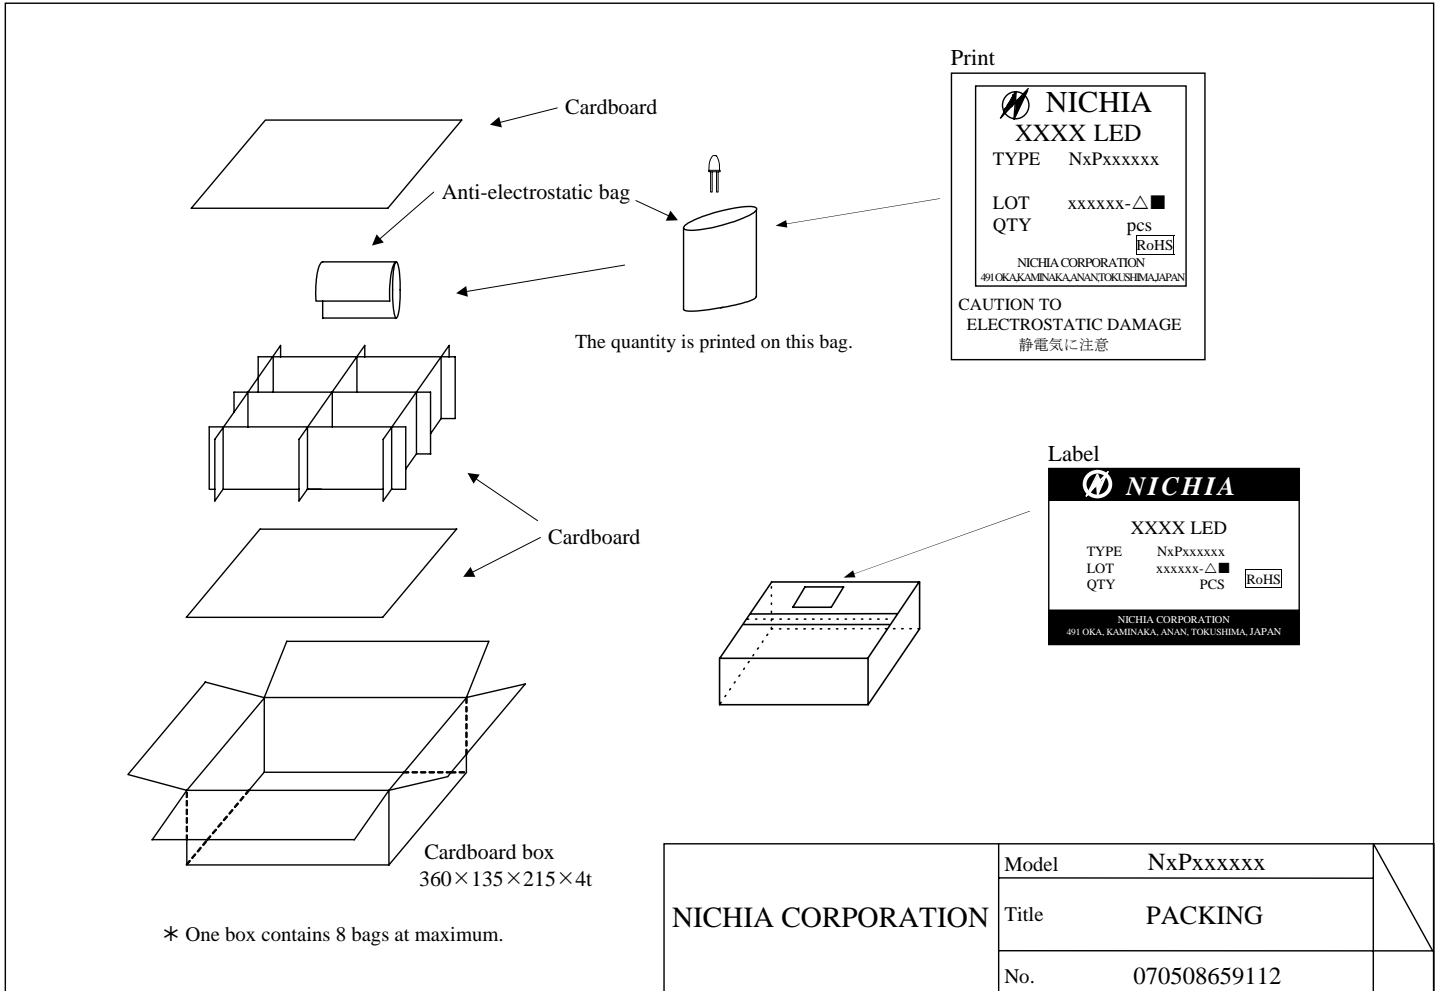 Print
NICHIA
XXXX LED
TYPE NxPxxxxxx
LOT xxxxxx-△■
QTY pcs
RoHS
NICHIA CORPORATION
491 OKA,KAMINAKA,ANAN,TOKUSHIMA,JAPAN
CAUTION TO
ELECTROSTATIC DAMAGE
静電気に注意
Cardboard
Anti-electrostatic bag
The quantity is printed on this bag.
Label
NICHIA
XXXX LED
TYPE NxPxxxxxx
LOT xxxxxx-△■
QTY PCS
RoHS
NICHIA CORPORATION
491 OKA, KAMINAKA, ANAN, TOKUSHIMA, JAPAN
Cardboard
Cardboard box
360×135×215×4t
* One box contains 8 bags at maximum.
NICHIA CORPORATION
Model NxPxxxxxx
Title PACKING
No. 070508659112